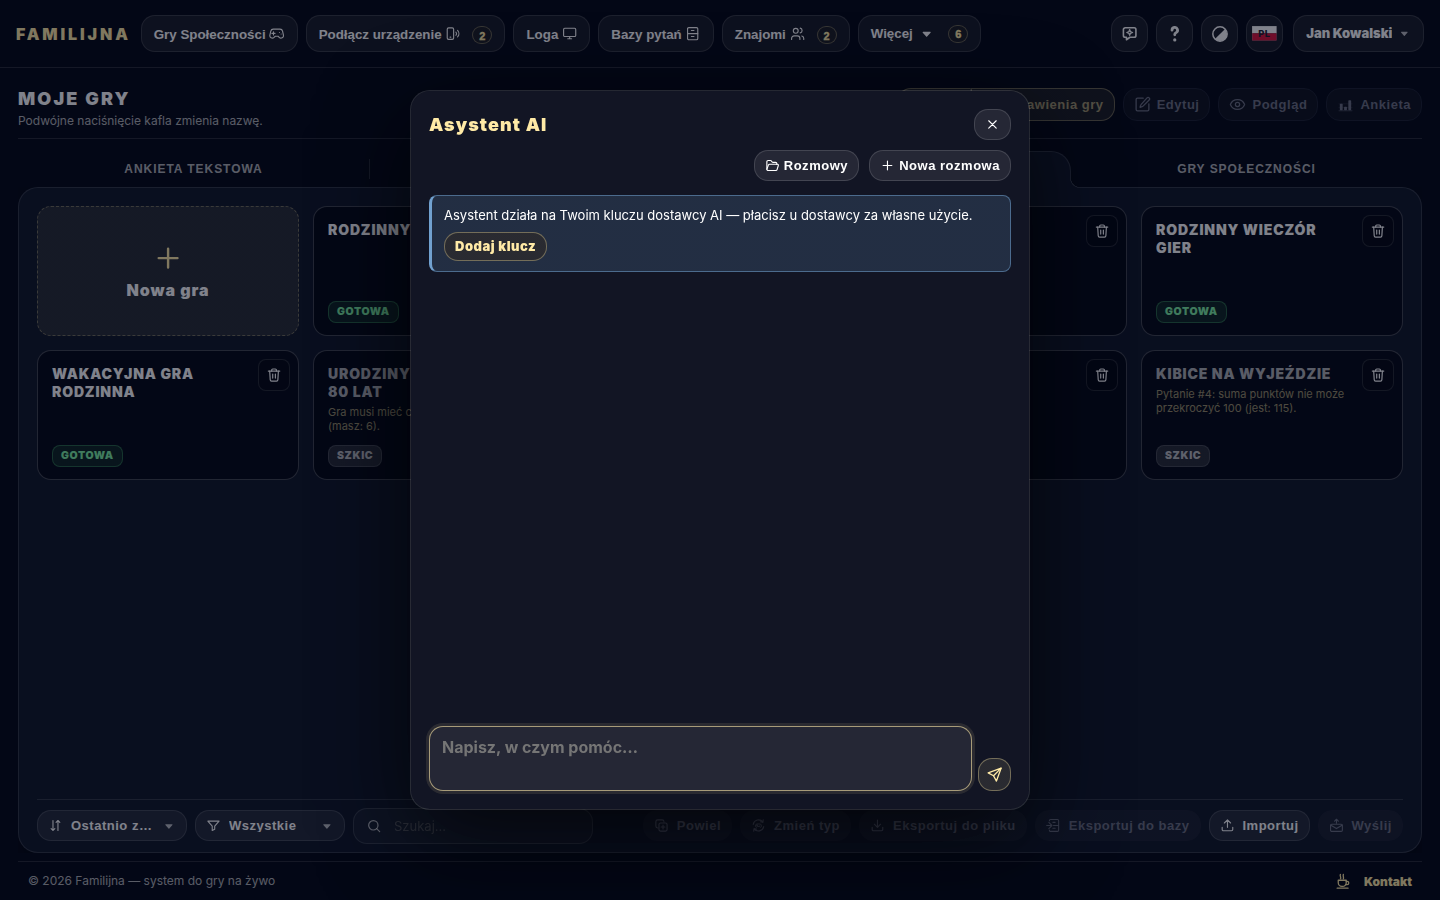 FAMILIJNA
Gry Społeczności
Podłącz urządzenie 2
Loga
Bazy pytań
Znajomi 2
Więcej 6
PL
Jan Kowalski
MOJE GRY
Podwójne naciśnięcie kafla zmienia nazwę.
Edytuj
Podgląd
Ankieta
ANKIETA TEKSTOWA
GRY SPOŁECZNOŚCI
Asystent AI
Rozmowy
Nowa rozmowa
Asystent działa na Twoim kluczu dostawcy AI — płacisz u dostawcy za własne użycie.
Dodaj klucz
Napisz, w czym pomóc...
Nowa gra
RODZINNY
GOTOWA
RODZINNY WIECZÓR
GIER
GOTOWA
WAKACYJNA GRA
RODZINNA
GOTOWA
URODZINY
80 LAT
Gra musi mieć
(masz: 6).
SZKIC
KIBICE NA WYJEŹDZIE
Pytanie #4: suma punktów nie może
przekroczyć 100 (jest: 115).
SZKIC
Ostatnio z...
Wszystkie
Szukaj...
Powiel
Zmień typ
Eksportuj do pliku
Eksportuj do bazy
Importuj
Wyślij
© 2026 Familijna — system do gry na żywo
Kontakt